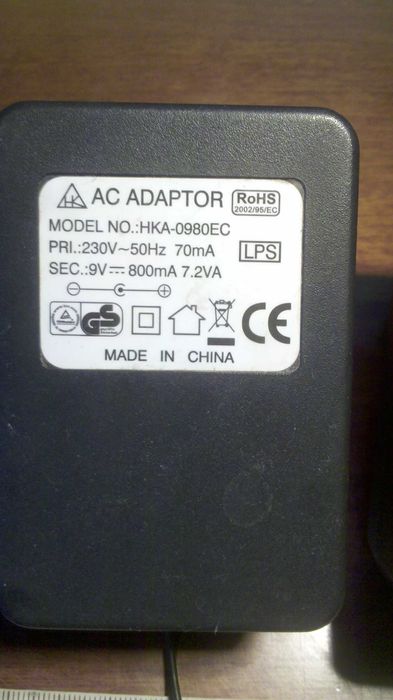 AC ADAPTOR RoHS
2002/95/EC
MODEL NO.:HKA-0980EC
PRI.:230V~50Hz 70mA LPS
SEC.:9V⎓800mA 7.2VA
GS CE
MADE IN CHINA